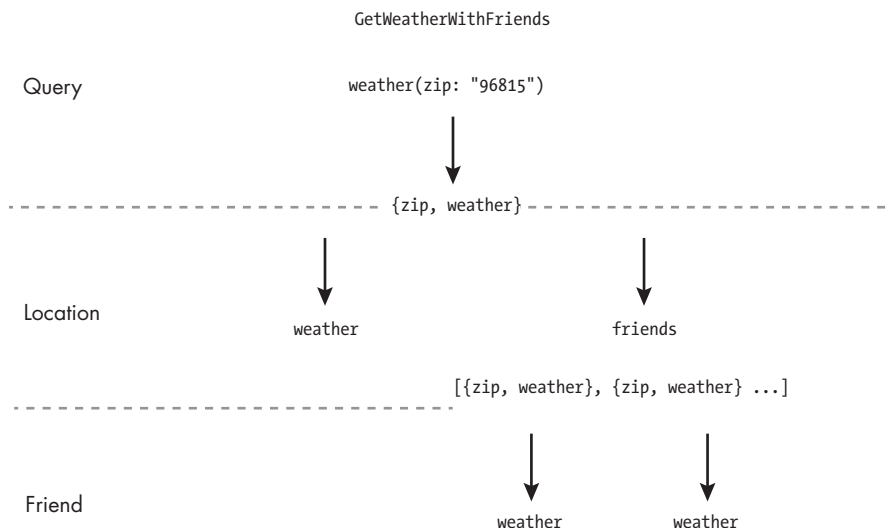 GetWeatherWithFriends
Query
weather(zip: "96815")
{zip, weather}
Location
weather
friends
[{zip, weather}, {zip, weather} ...]
Friend
weather
weather